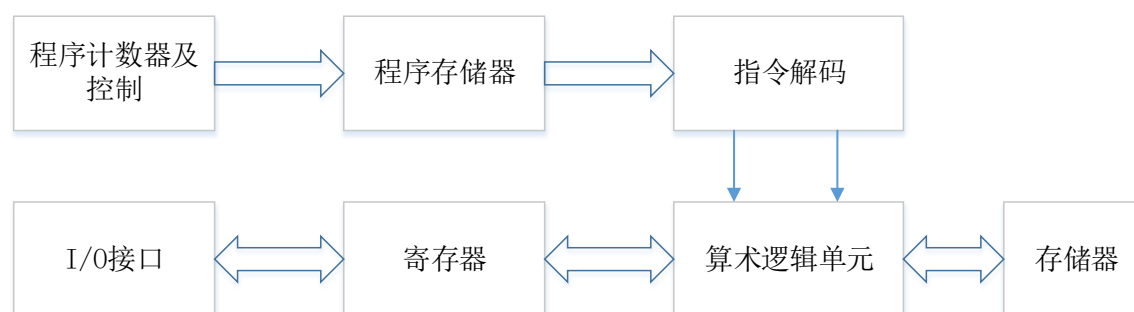 程序计数器及
控制
程序存储器
指令解码
I/O接口
寄存器
算术逻辑单元
存储器